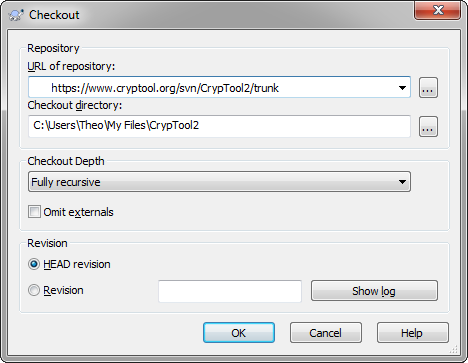 Checkout
Repository
URL of repository:
https://www.cryptool.org/svn/CrypTool2/trunk
...
Checkout directory:
C:\Users\Theo\My Files\CrypTool2
...
Checkout Depth
Fully recursive
Omit externals
Revision
HEAD revision
Revision
Show log
OK
Cancel
Help